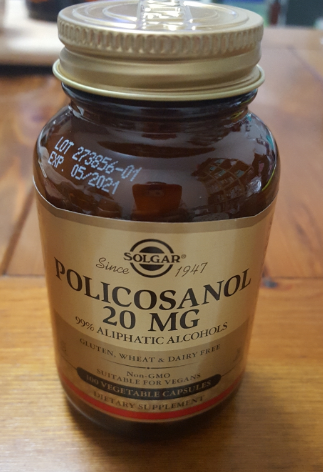 LOT 273856-01
EXP. 05/2021
SOLGAR®
Since 1947
POLICOSANOL
20 MG
99% ALIPHATIC ALCOHOLS
GLUTEN, WHEAT & DAIRY FREE
NON-GMO
SUITABLE FOR VEGANS
100 VEGETABLE CAPSULES
DIETARY SUPPLEMENT